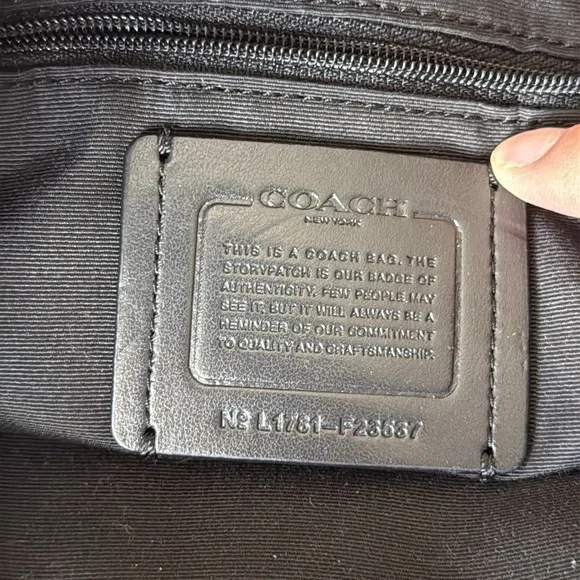 COACH
NEW YORK
THIS IS A COACH BAG. THE
STORYPATCH IS OUR BADGE OF
AUTHENTICITY. FEW PEOPLE MAY
SEE IT, BUT IT WILL ALWAYS BE A
REMINDER OF OUR COMMITMENT
TO QUALITY AND CRAFTSMANSHIP.
Nº L1781-F23637